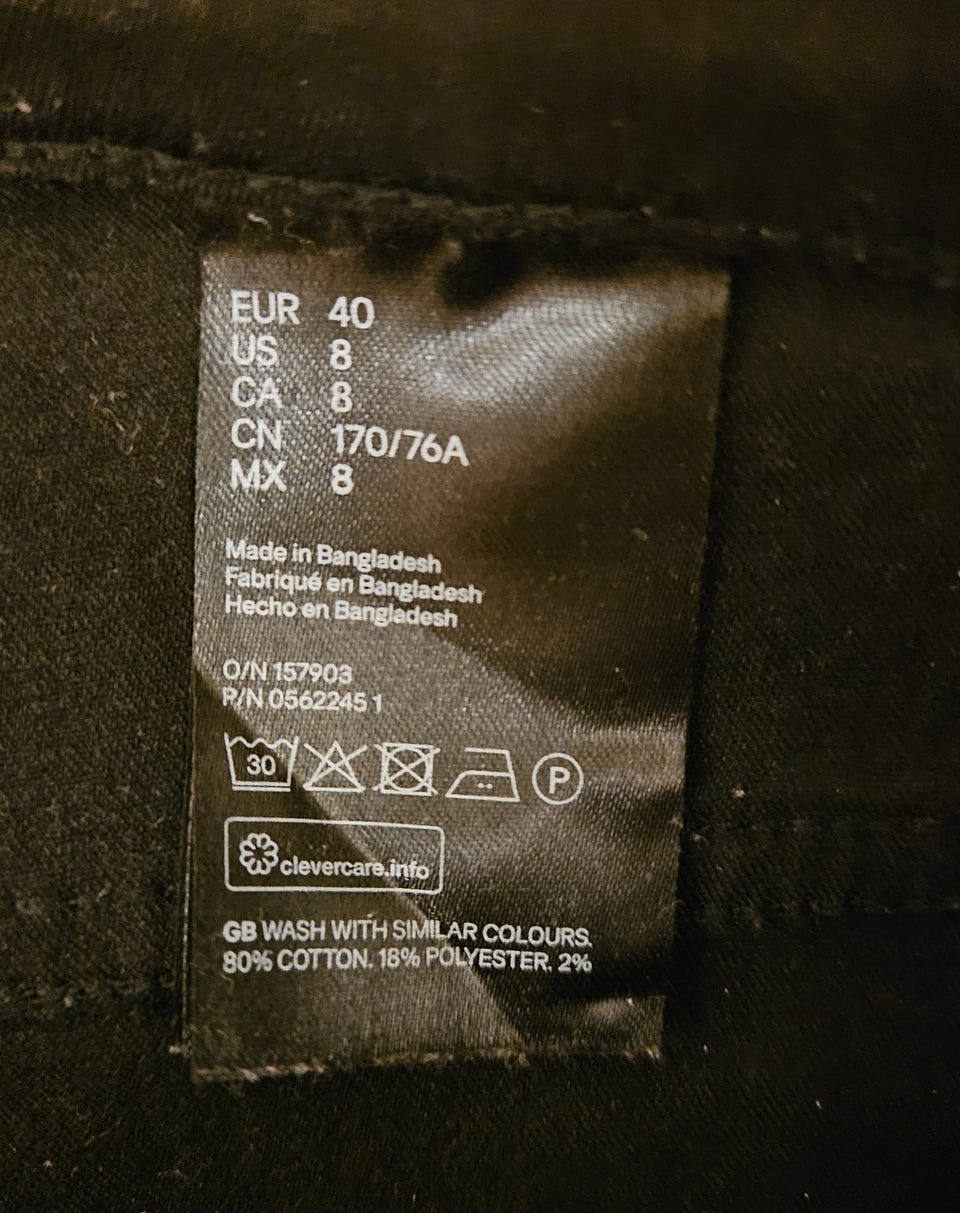 EUR 40
US 8
CA 8
CN 170/76A
MX 8
Made in Bangladesh
Fabriqué en Bangladesh
Hecho en Bangladesh
O/N 157903
P/N 0562245 1
30 P
clevercare.info
GB WASH WITH SIMILAR COLOURS.
80% COTTON. 18% POLYESTER. 2%